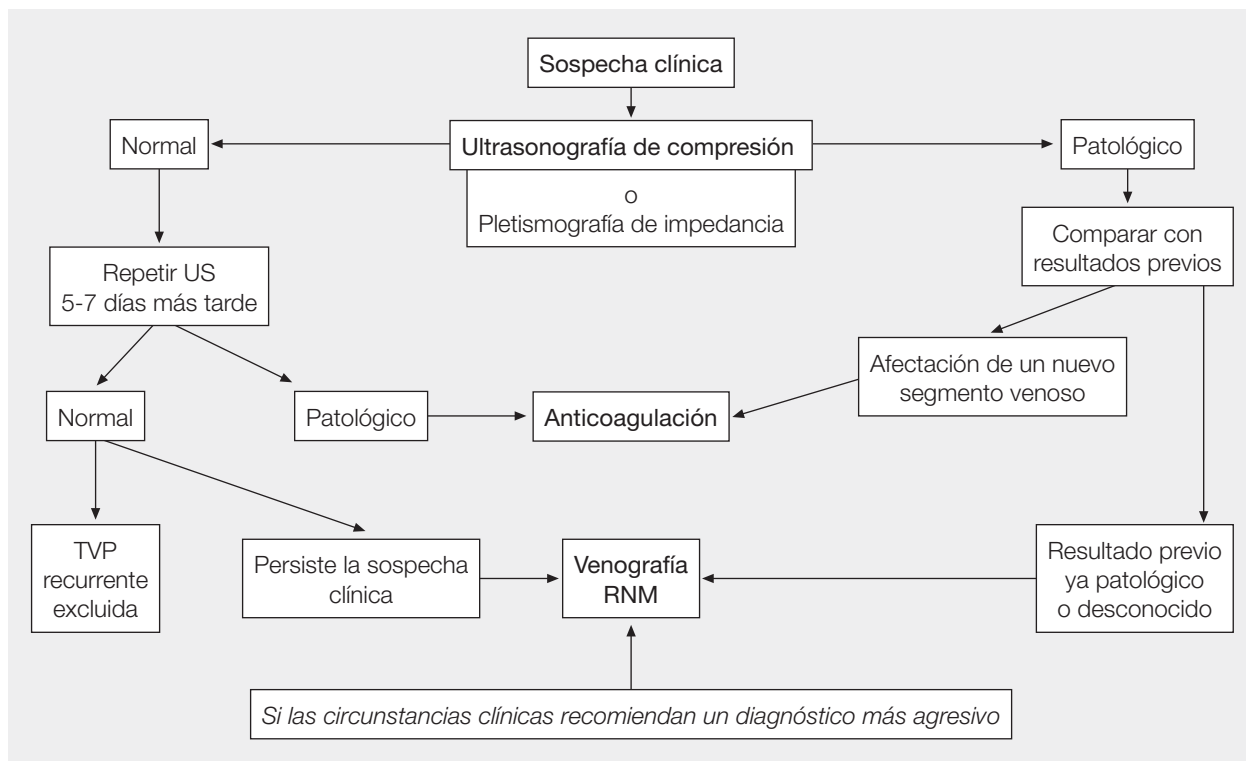 Sospecha clínica
Normal
Ultrasonografía de compresión
Patológico
o
Pletismografía de impedancia
Repetir US
5-7 días más tarde
Comparar con
resultados previos
Afectación de un nuevo
segmento venoso
Normal
Patológico
Anticoagulación
TVP
recurrente
excluida
Persiste la sospecha
clínica
Venografía
RNM
Resultado previo
ya patológico
o desconocido
Si las circunstancias clínicas recomiendan un diagnóstico más agresivo